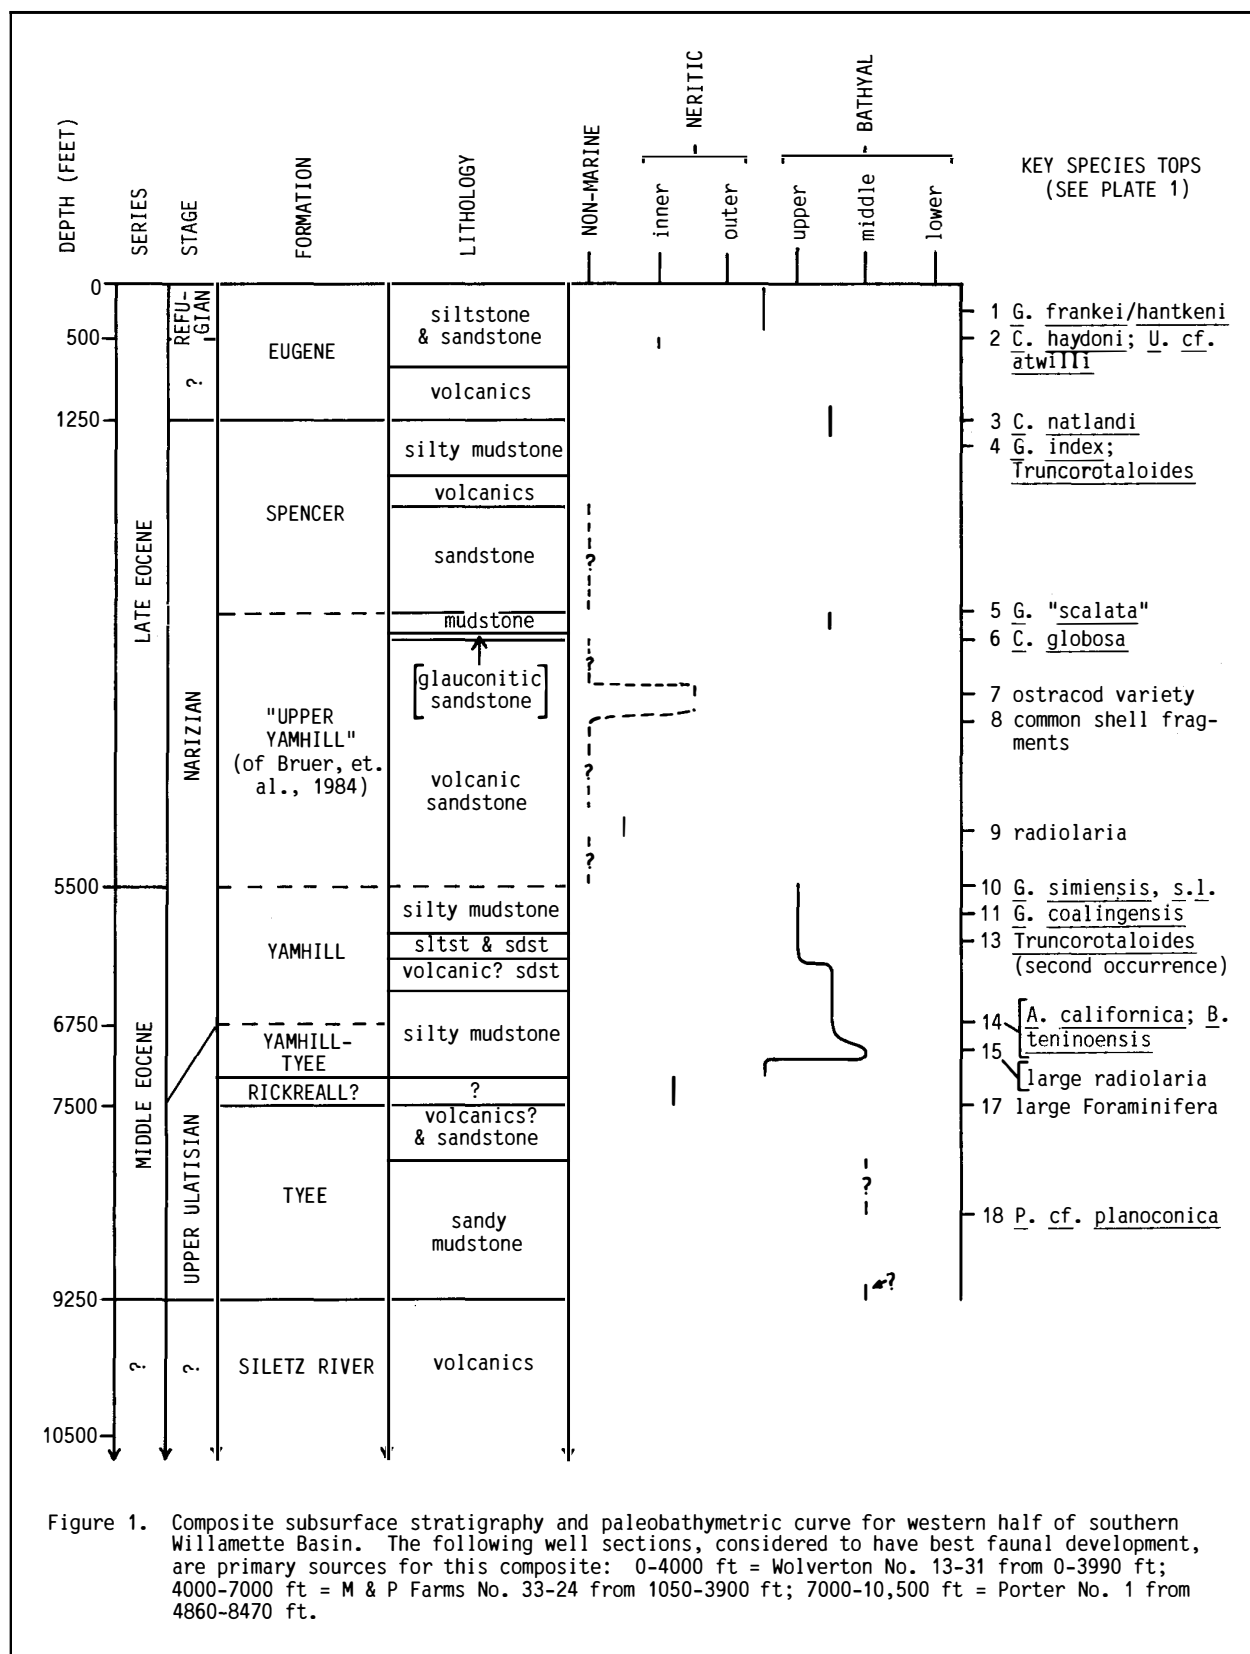 DEPTH (FEET)
SERIES
STAGE
FORMATION
LITHOLOGY
NON-MARINE
NERITIC
inner
outer
BATHYAL
upper
middle
lower
KEY SPECIES TOPS
(SEE PLATE 1)
0
500
1250
5500
6750
7500
9250
10500
LATE EOCENE
MIDDLE EOCENE
?
REFU-
GIAN
?
NARIZIAN
UPPER ULATISIAN
?
EUGENE
SPENCER
"UPPER
YAMHILL"
(of Bruer, et.
al., 1984)
YAMHILL
YAMHILL-
TYEE
RICKREALL?
TYEE
SILETZ RIVER
siltstone
& sandstone
volcanics
silty mudstone
volcanics
sandstone
mudstone
[glauconitic
sandstone]
volcanic
sandstone
silty mudstone
sltst & sdst
volcanic? sdst
silty mudstone
?
volcanics?
& sandstone
sandy
mudstone
volcanics
?
?
?
?
?
?
1 G. frankei/hantkeni
2 C. haydoni; U. cf.
atwilli
3 C. natlandi
4 G. index;
Truncorotaloides
5 G. "scalata"
6 C. globosa
7 ostracod variety
8 common shell frag-
ments
9 radiolaria
10 G. simiensis, s.l.
11 G. coalingensis
13 Truncorotaloides
(second occurrence)
14 [A. californica; B.
teninoensis
15 [large radiolaria
17 large Foraminifera
18 P. cf. planoconica
Figure 1. Composite subsurface stratigraphy and paleobathymetric curve for western half of southern
Willamette Basin. The following well sections, considered to have best faunal development,
are primary sources for this composite: 0-4000 ft = Wolverton No. 13-31 from 0-3990 ft;
4000-7000 ft = M & P Farms No. 33-24 from 1050-3900 ft; 7000-10,500 ft = Porter No. 1 from
4860-8470 ft.